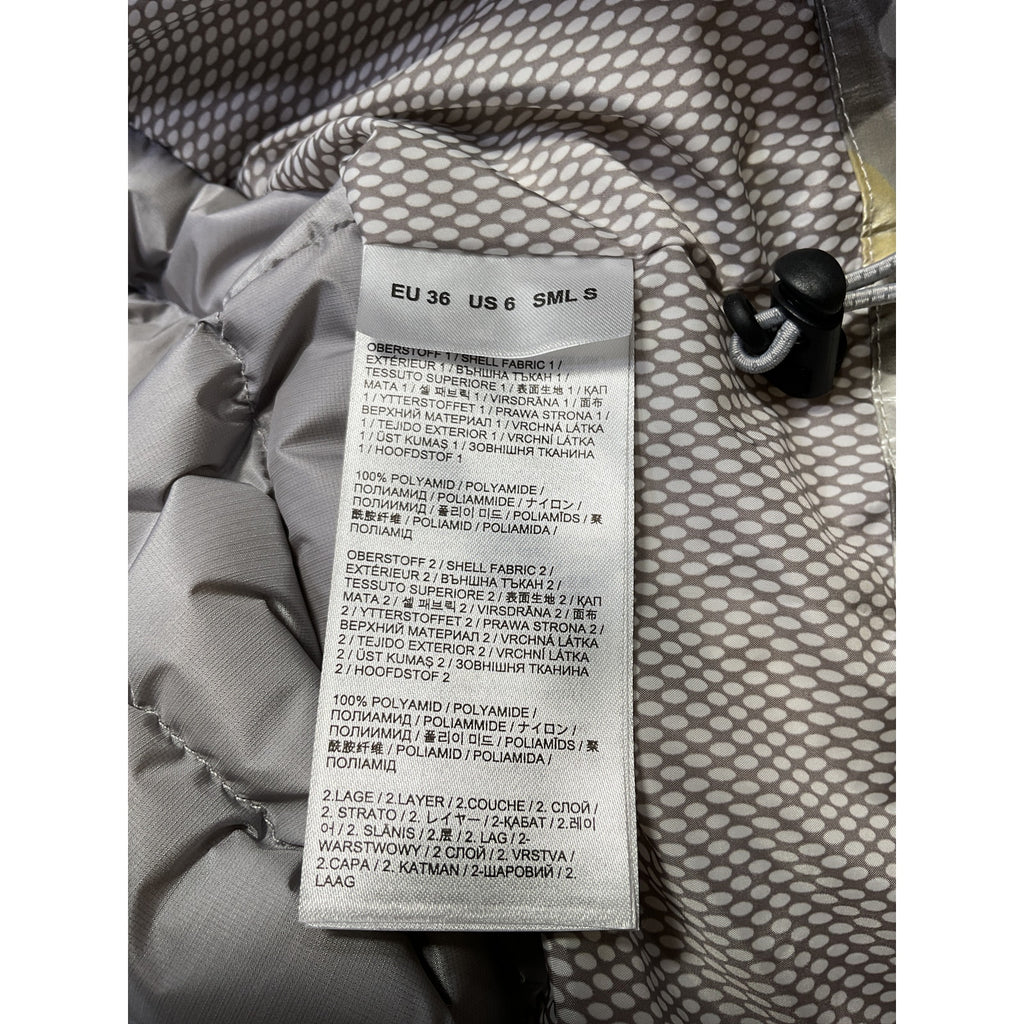 EU 36 US 6 SML S
OBERSTOFF 1 / SHELL FABRIC 1 /
EXTÉRIEUR 1 / ВЪНШНА ТЪКАН 1 /
TESSUTO SUPERIORE 1 / 表面生地 1 / ҚАП
МАТА 1 / 셸 패브릭 1 / VIRSDRĀNA 1 / 面布
1 / YTTERSTOFFET 1 / PRAWA STRONA 1 /
ВЕРХНИЙ МАТЕРИАЛ 1 / VRCHNÍ LÁTKA
1 / TEJIDO EXTERIOR 1 / VRCHNÍ LÁTKA
1 / ÜST KUMAŞ 1 / ЗОВНІШНЯ ТКАНИНА
1 / HOOFDSTOF 1
100% POLYAMID / POLYAMIDE /
ПОЛИАМИД / POLIAMMIDE / ナイロン /
ПОЛИИМИД / 폴리이 미드 / POLIAMĪDS / 聚
酰胺纤维 / POLIAMID / POLIAMIDA /
ПОЛІАМІД
OBERSTOFF 2 / SHELL FABRIC 2 /
EXTÉRIEUR 2 / ВЪНШНА ТЪКАН 2 /
TESSUTO SUPERIORE 2 / 表面生地 2 / ҚАП
МАТА 2 / 셸 패브릭 2 / VIRSDRĀNA 2 / 面布
2 / YTTERSTOFFET 2 / PRAWA STRONA 2 /
ВЕРХНИЙ МАТЕРИАЛ 2 / VRCHNÁ LÁTKA
2 / TEJIDO EXTERIOR 2 / VRCHNÍ LÁTKA
2 / ÜST KUMAŞ 2 / ЗОВНІШНЯ ТКАНИНА
2 / HOOFDSTOF 2
100% POLYAMID / POLYAMIDE /
ПОЛИАМИД / POLIAMMIDE / ナイロン /
ПОЛИИМИД / 폴리이 미드 / POLIAMĪDS / 聚
酰胺纤维 / POLIAMID / POLIAMIDA /
ПОЛІАМІД
2.LAGE / 2.LAYER / 2.COUCHE / 2. СЛОЙ /
2. STRATO / 2. レイヤー / 2-ҚАБАТ / 2.레이
어 / 2. SLĀNIS / 2.层 / 2. LAG / 2-
WARSTWOWY / 2 СЛОЙ / 2. VRSTVA /
2.CAPA / 2. KATMAN / 2-ШАРОВИЙ / 2.
LAAG